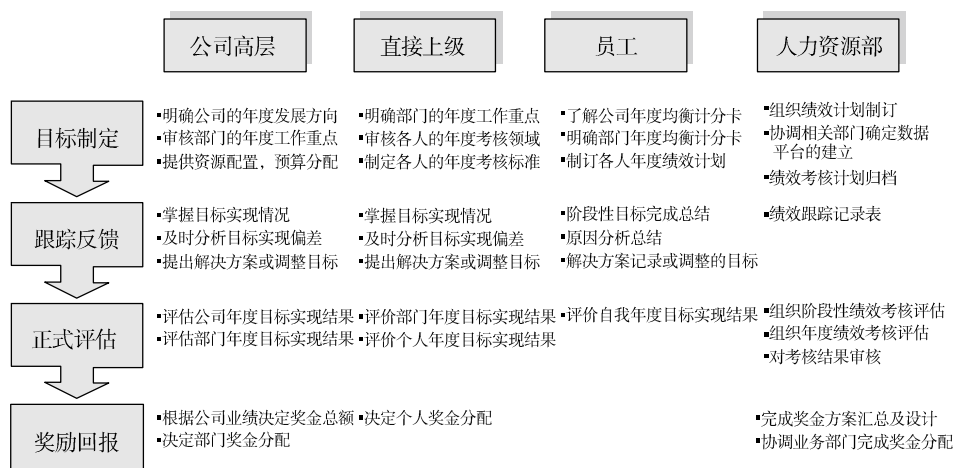 公司高层
直接上级
员工
人力资源部
目标制定
▪明确公司的年度发展方向
▪审核部门的年度工作重点
▪提供资源配置，预算分配
▪明确部门的年度工作重点
▪审核各人的年度考核领域
▪制定各人的年度考核标准
▪了解公司年度均衡计分卡
▪明确部门年度均衡计分卡
▪制订各人年度绩效计划
▪组织绩效计划制订
▪协调相关部门确定数据
平台的建立
▪绩效考核计划归档
跟踪反馈
▪掌握目标实现情况
▪及时分析目标实现偏差
▪提出解决方案或调整目标
▪掌握目标实现情况
▪及时分析目标实现偏差
▪提出解决方案或调整目标
▪阶段性目标完成总结
▪原因分析总结
▪解决方案记录或调整的目标
▪绩效跟踪记录表
正式评估
▪评估公司年度目标实现结果
▪评估部门年度目标实现结果
▪评价部门年度目标实现结果
▪评价个人年度目标实现结果
▪评价自我年度目标实现结果
▪组织阶段性绩效考核评估
▪组织年度绩效考核评估
▪对考核结果审核
奖励回报
▪根据公司业绩决定奖金总额
▪决定部门奖金分配
▪决定个人奖金分配
▪完成奖金方案汇总及设计
▪协调业务部门完成奖金分配